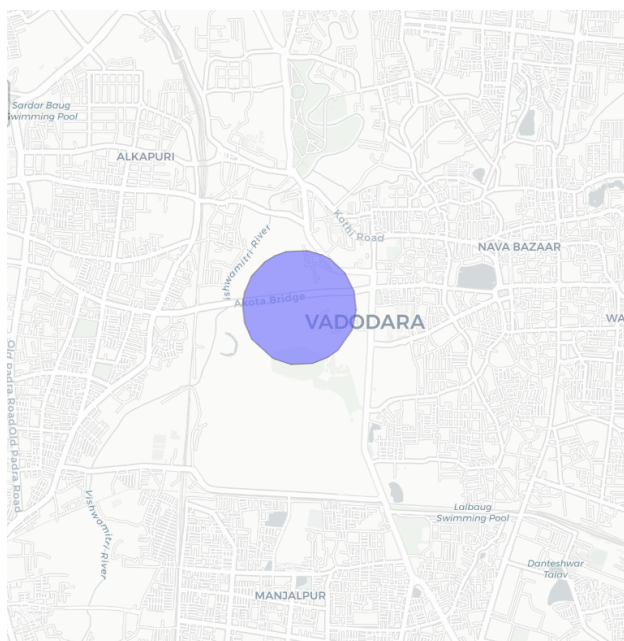 Sardar Baug
Swimming Pool
ALKAPURI
Kothi Road
NAVA BAZAAR
Vishwamitri River
Akota Bridge
VADODARA
WA
Old Padra Road
Old Padra Road
Lalbaug
Swimming Pool
Vishwamitri River
Danteshwar
Talav
MANJALPUR